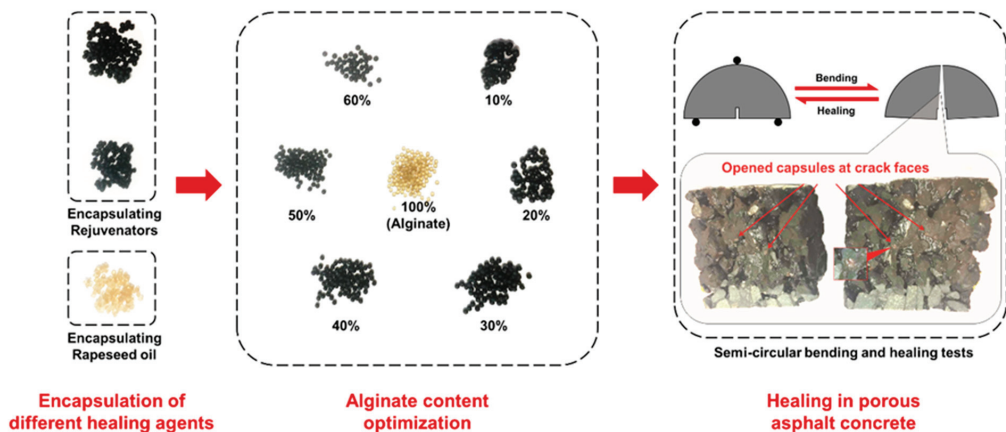 Encapsulating
Rejuvenators
Encapsulating
Rapeseed oil
Encapsulation of
different healing agents
60%
10%
50%
100%
(Alginate)
20%
40%
30%
Alginate content
optimization
Bending
Healing
Opened capsules at crack faces
Semi-circular bending and healing tests
Healing in porous
asphalt concrete